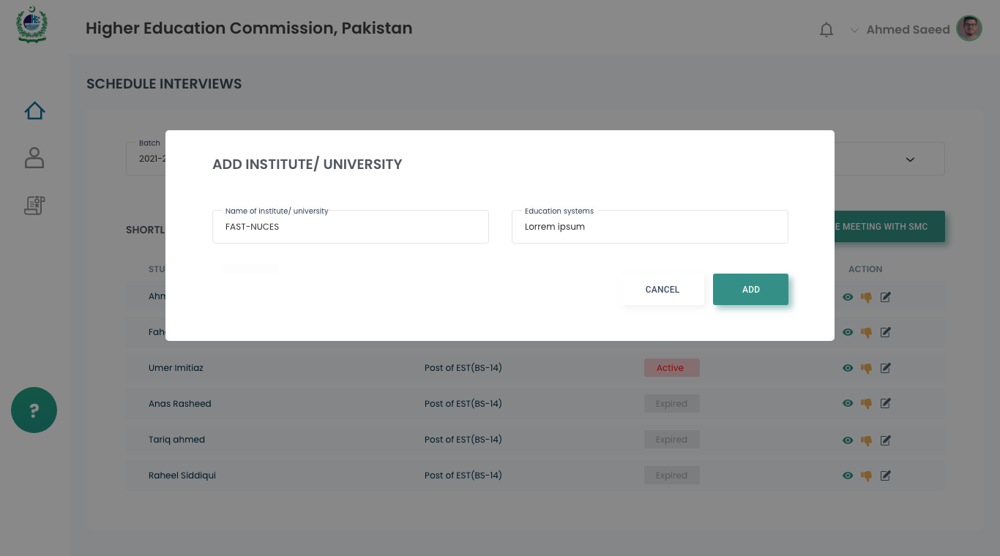 HEC
Higher Education Commission, Pakistan
Ahmed Saeed
SCHEDULE INTERVIEWS
Batch
2021-2
ADD INSTITUTE/ UNIVERSITY
Name of institute/ university
FAST-NUCES
Education systems
Lorrem ipsum
SHORTL
E MEETING WITH SMC
CANCEL
ADD
STU
ACTION
Ahm
Fah
Umer Imitiaz Post of EST(BS-14) Active
Anas Rasheed Post of EST(BS-14) Expired
Tariq ahmed Post of EST(BS-14) Expired
Raheel Siddiqui Post of EST(BS-14) Expired
?